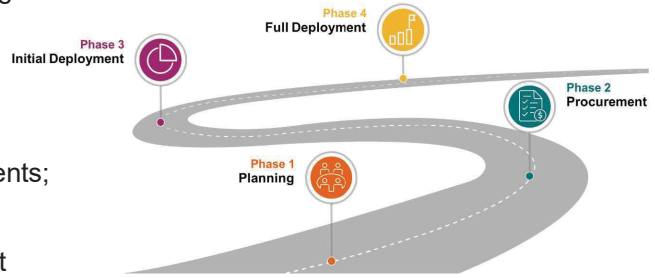 Phase 4
Full Deployment
Phase 3
Initial Deployment
Phase 2
Procurement
Phase 1
Planning
ents;
t